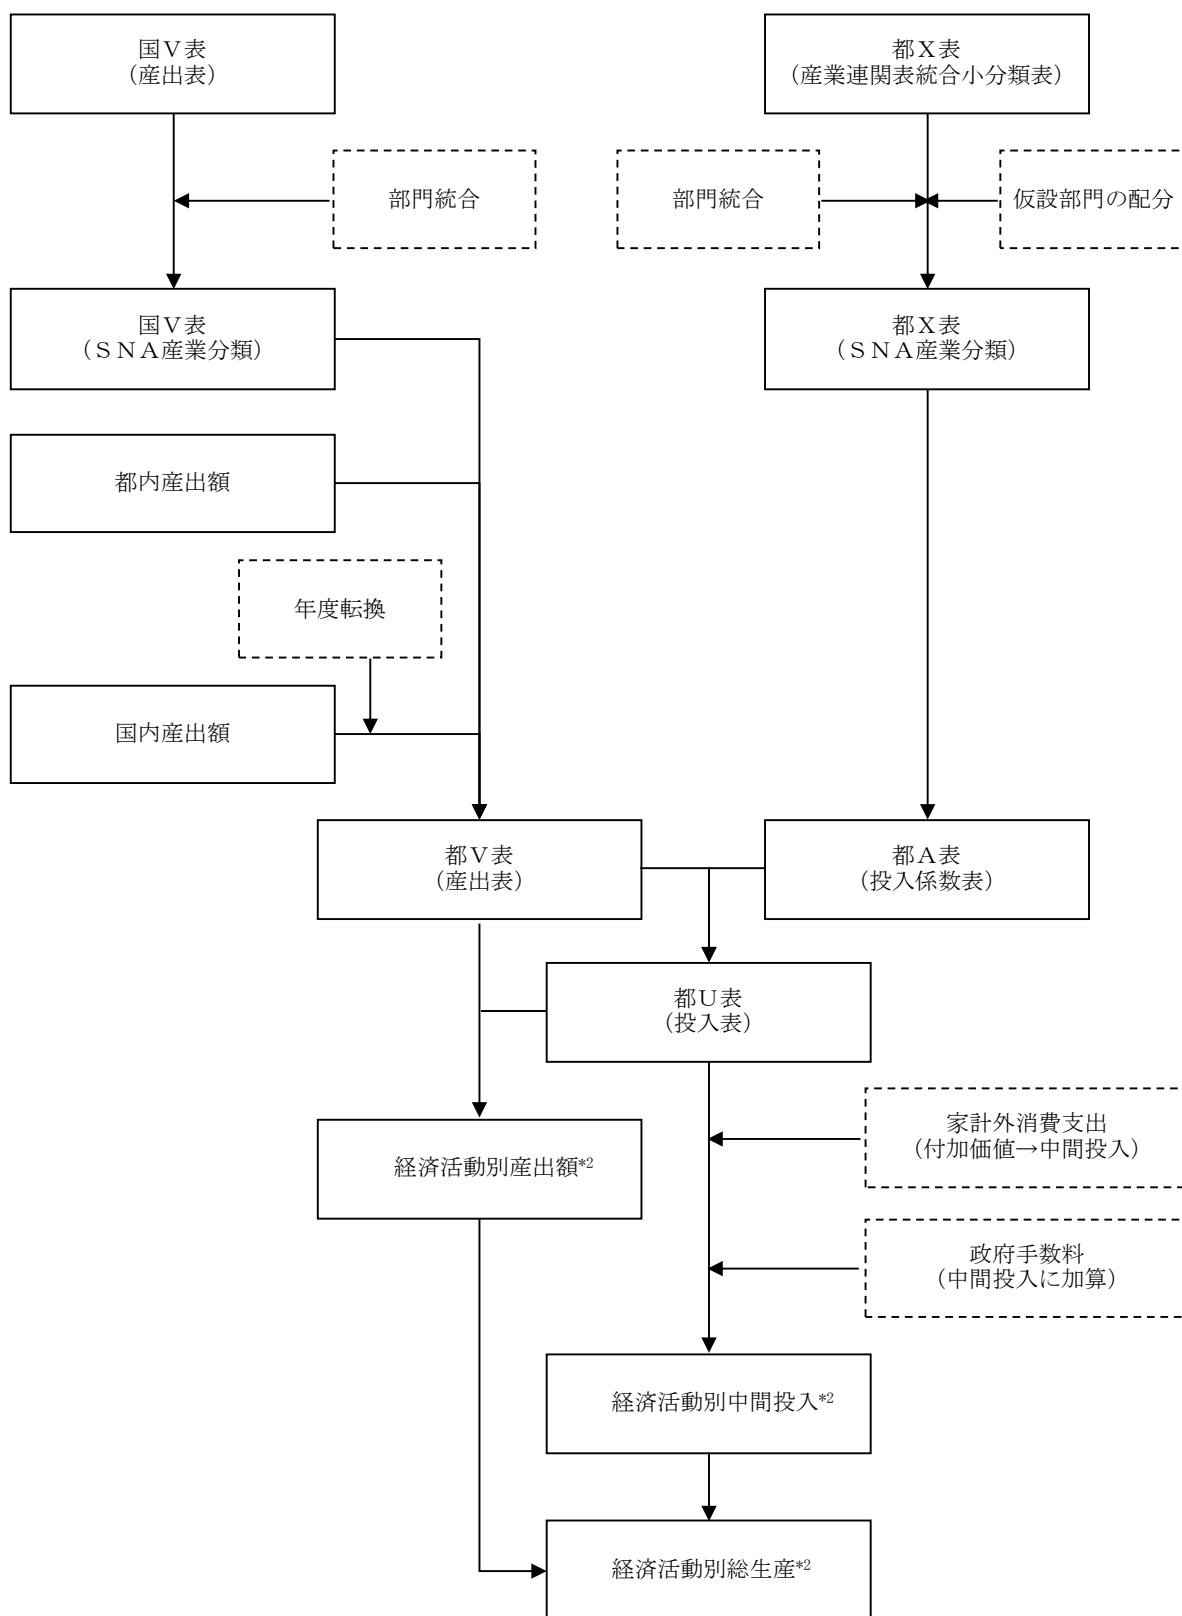 国Ｖ表
（産出表）
都Ｘ表
（産業連関表統合小分類表）
部門統合
部門統合
仮設部門の配分
国Ｖ表
（ＳＮＡ産業分類）
都Ｘ表
（ＳＮＡ産業分類）
都内産出額
年度転換
国内産出額
都Ｖ表
（産出表）
都Ａ表
（投入係数表）
都Ｕ表
（投入表）
家計外消費支出
（付加価値→中間投入）
経済活動別産出額*2
政府手数料
（中間投入に加算）
経済活動別中間投入*2
経済活動別総生産*2